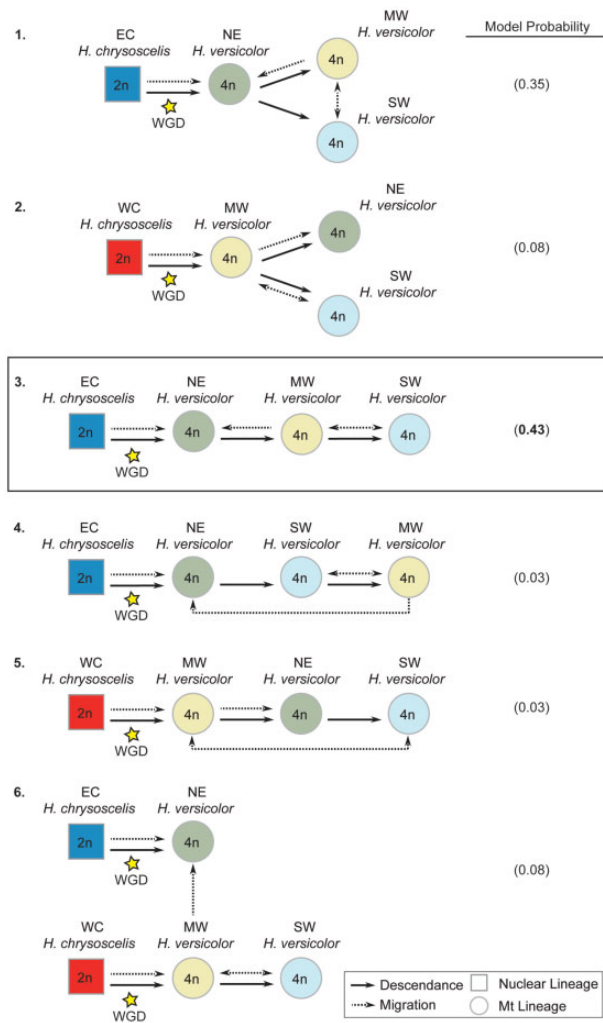 Model Probability
1.
EC
H. chrysoscelis
NE
H. versicolor
MW
H. versicolor
2n
4n
4n
WGD
SW
H. versicolor
4n
(0.35)
2.
WC
H. chrysoscelis
MW
H. versicolor
NE
H. versicolor
2n
4n
4n
WGD
SW
H. versicolor
4n
(0.08)
3.
EC
H. chrysoscelis
NE
H. versicolor
MW
H. versicolor
SW
H. versicolor
2n
4n
4n
4n
WGD
(0.43)
4.
EC
H. chrysoscelis
NE
H. versicolor
SW
H. versicolor
MW
H. versicolor
2n
4n
4n
4n
WGD
(0.03)
5.
WC
H. chrysoscelis
MW
H. versicolor
NE
H. versicolor
SW
H. versicolor
2n
4n
4n
4n
WGD
(0.03)
6.
EC
H. chrysoscelis
NE
H. versicolor
2n
4n
WGD
(0.08)
WC
H. chrysoscelis
MW
H. versicolor
SW
H. versicolor
2n
4n
4n
WGD
Descendance
Nuclear Lineage
Migration
Mt Lineage